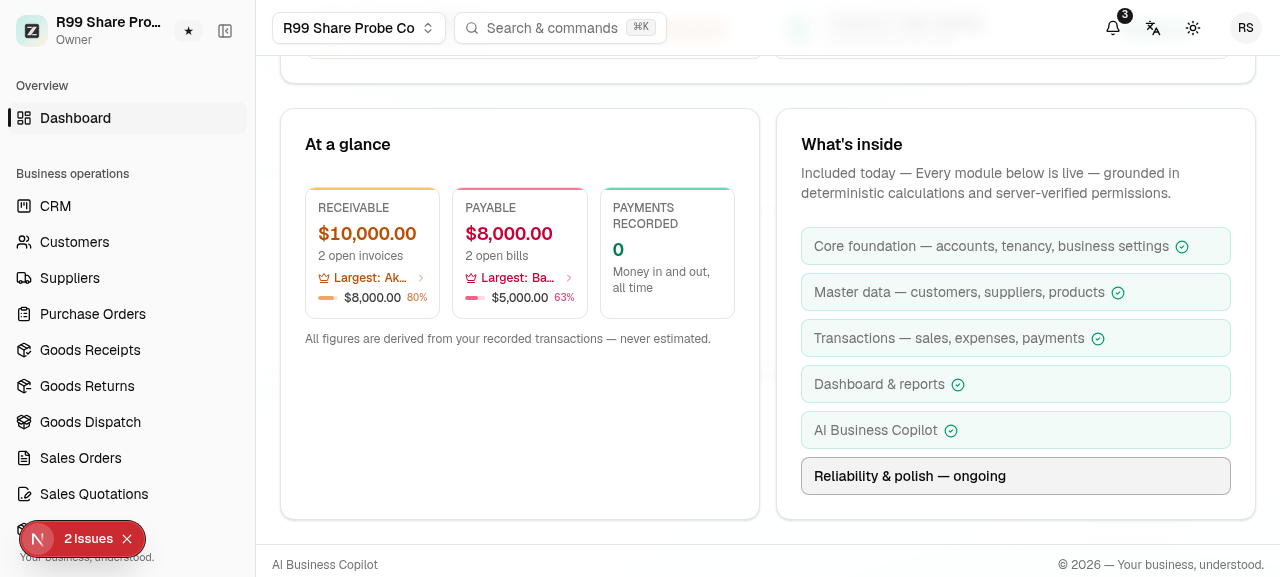 R99 Share Pro...
Owner
Overview
Dashboard
Business operations
CRM
Customers
Suppliers
Purchase Orders
Goods Receipts
Goods Returns
Goods Dispatch
Sales Orders
Sales Quotations
2 Issues
Your business, understood.
R99 Share Probe Co
Search & commands
⌘K
3
RS
At a glance
RECEIVABLE
$10,000.00
2 open invoices
Largest: Ak...
$8,000.00 80%
PAYABLE
$8,000.00
2 open bills
Largest: Ba...
$5,000.00 63%
PAYMENTS
RECORDED
0
Money in and out,
all time
All figures are derived from your recorded transactions — never estimated.
What's inside
Included today — Every module below is live — grounded in
deterministic calculations and server-verified permissions.
Core foundation — accounts, tenancy, business settings
Master data — customers, suppliers, products
Transactions — sales, expenses, payments
Dashboard & reports
AI Business Copilot
Reliability & polish — ongoing
AI Business Copilot
© 2026 — Your business, understood.